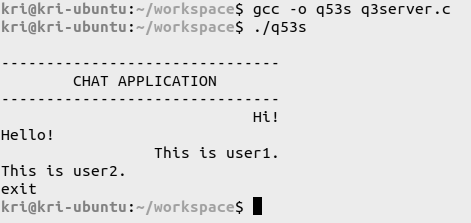 kri@kri-ubuntu:~/workspace$ gcc -o q53s q3server.c
kri@kri-ubuntu:~/workspace$ ./q53s
-------------------------------
CHAT APPLICATION
-------------------------------
Hi!
Hello!
This is user1.
This is user2.
exit
kri@kri-ubuntu:~/workspace$